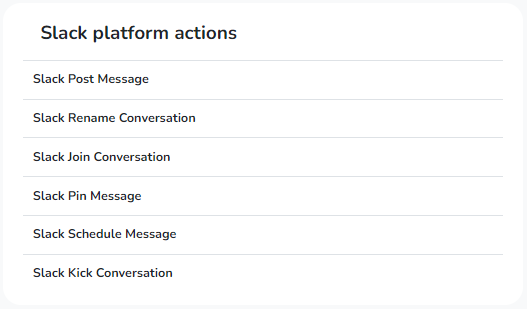 Slack platform actions
Slack Post Message
Slack Rename Conversation
Slack Join Conversation
Slack Pin Message
Slack Schedule Message
Slack Kick Conversation